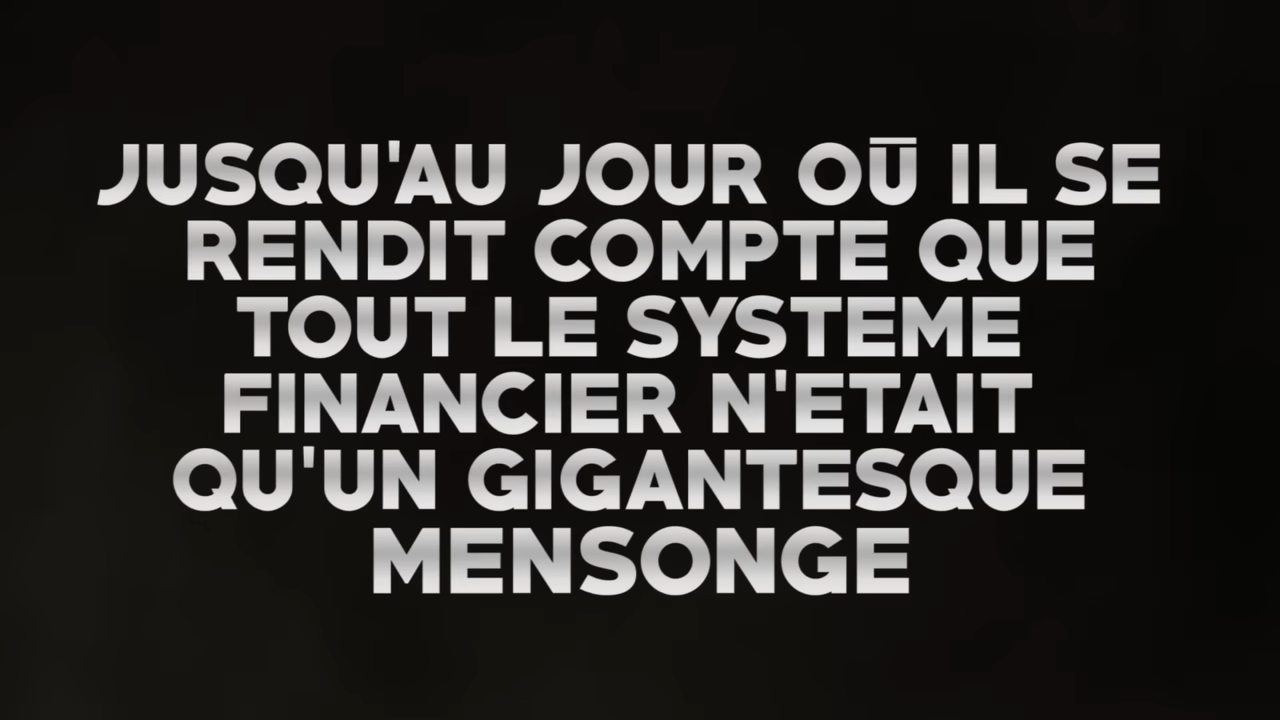 JUSQU'AU JOUR OŪ IL SE
RENDIT COMPTE QUE
TOUT LE SYSTEME
FINANCIER N'ETAIT
QU'UN GIGANTESQUE
MENSONGE